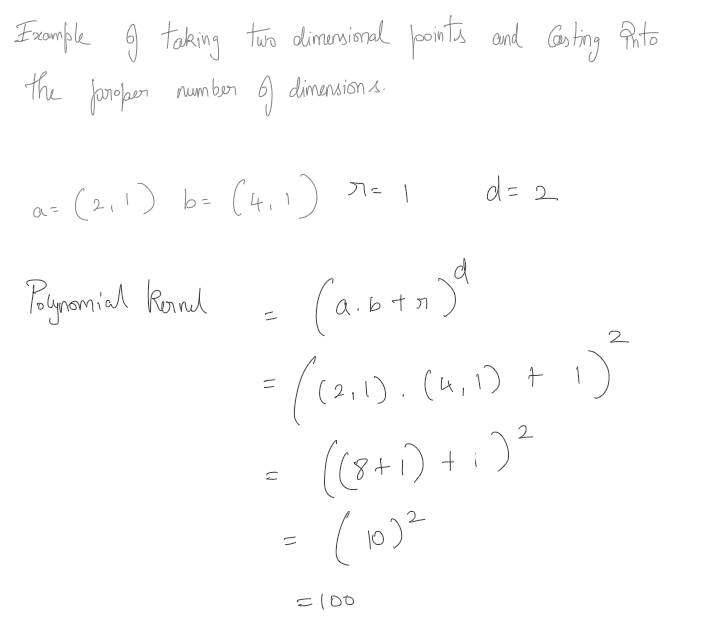 Example of taking two dimensional points and Casting into
the proper number of dimensions.
a = (2,1) b = (4,1) r = 1 d = 2
Polynomial Kernel = (a.b + r)^d
= ((2,1) . (4,1) + 1)^2
= ((8+1) + 1)^2
= (10)^2
= 100